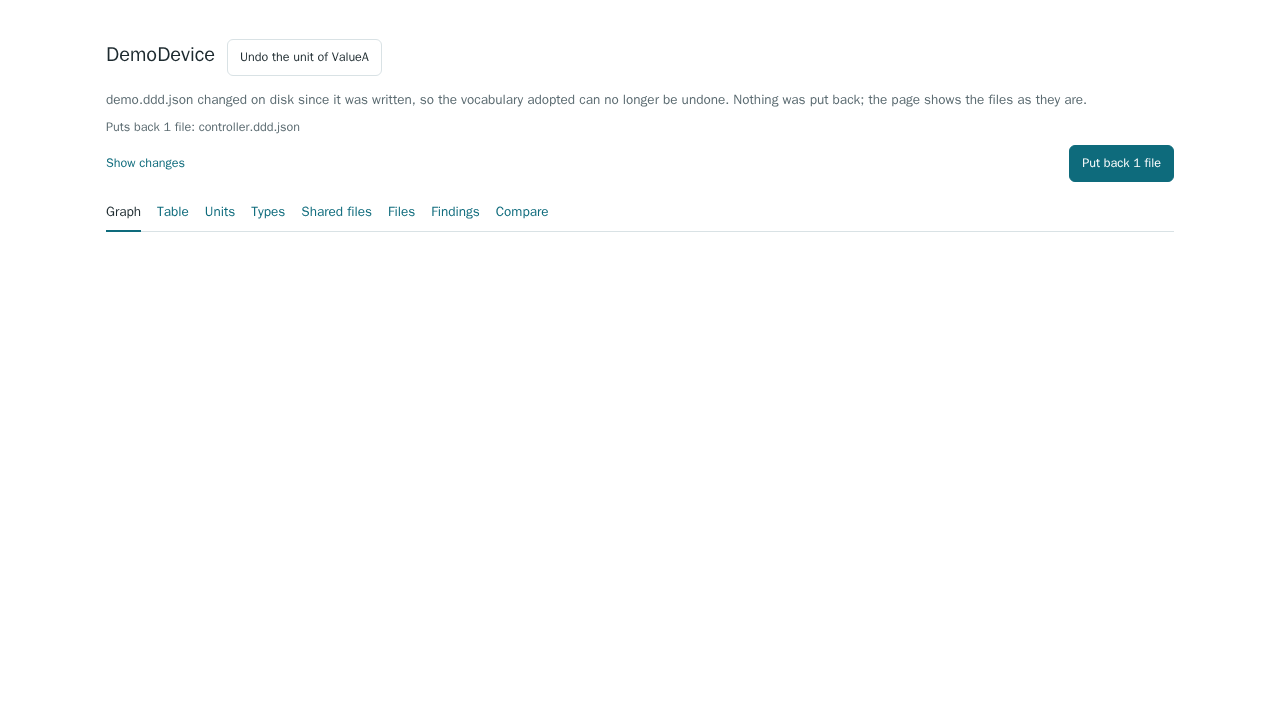 DemoDevice
Undo the unit of ValueA
demo.ddd.json changed on disk since it was written, so the vocabulary adopted can no longer be undone. Nothing was put back; the page shows the files as they are.
Puts back 1 file: controller.ddd.json
Show changes
Put back 1 file
Graph Table Units Types Shared files Files Findings Compare